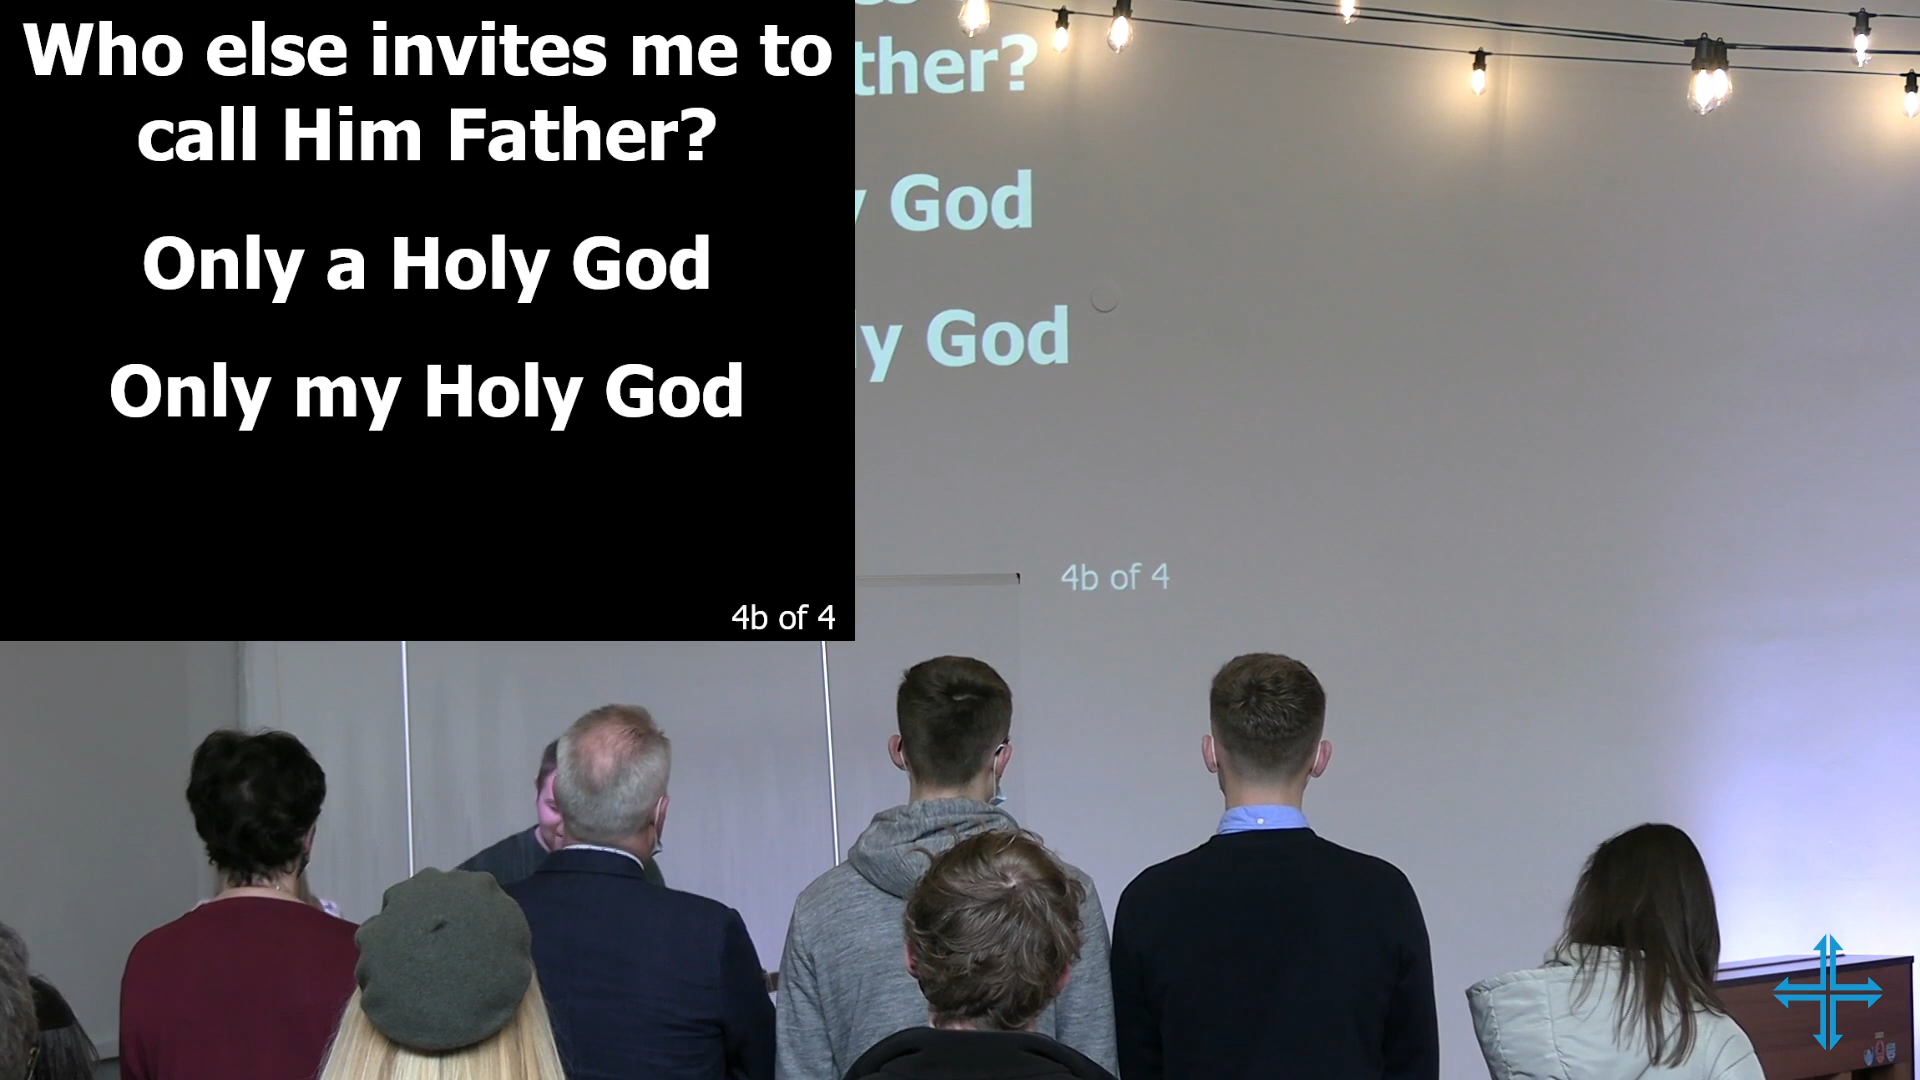 Who else invites me to
call Him Father?
Only a Holy God
Only my Holy God
4b of 4
ther?
y God
ly God
4b of 4